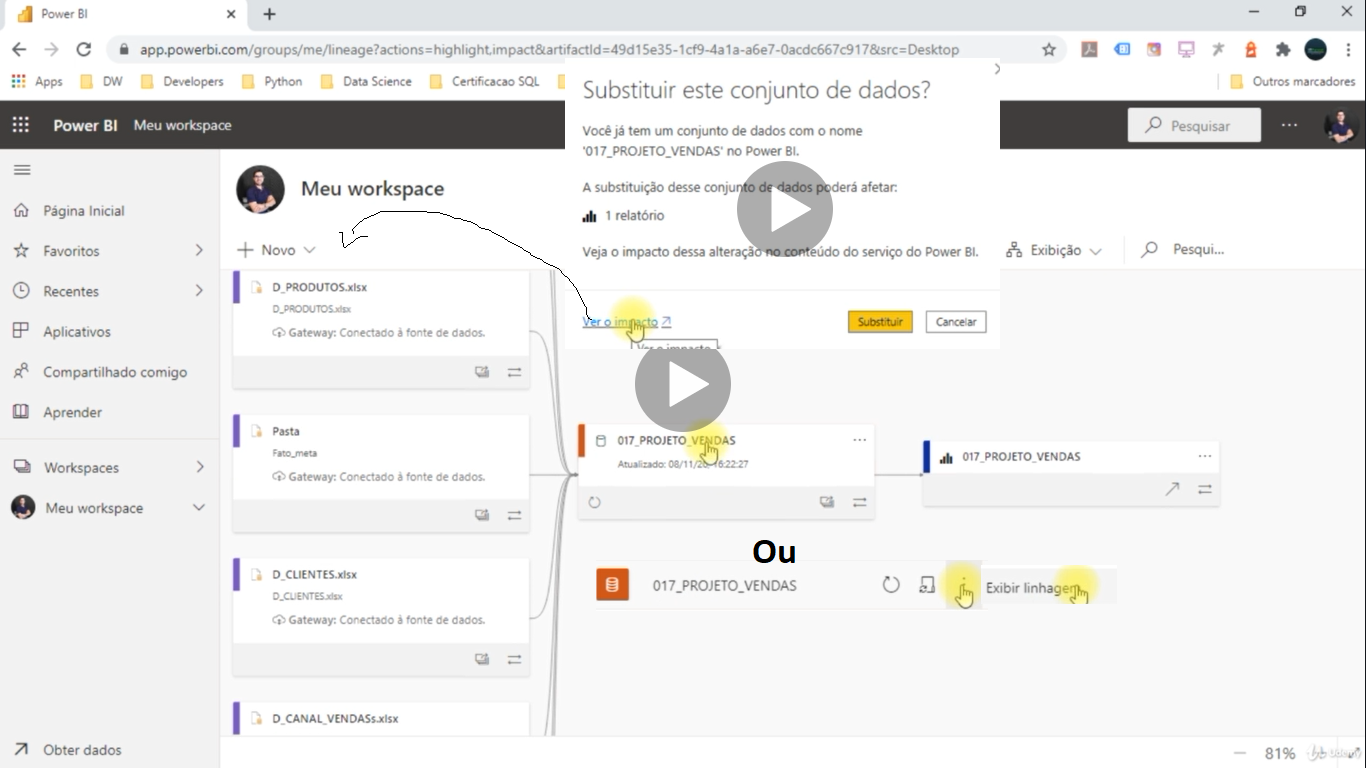 Power BI
app.powerbi.com/groups/me/lineage?actions=highlight,impact&artifactId=49d15e35-1cf9-4a1a-a6e7-0acdc667c917&src=Desktop
Apps DW Developers Python Data Science Certificacao SQL Outros marcadores
Power BI Meu workspace Pesquisar
Substituir este conjunto de dados?
Você já tem um conjunto de dados com o nome
'017_PROJETO_VENDAS' no Power BI.
A substituição desse conjunto de dados poderá afetar:
1 relatório
Veja o impacto dessa alteração no conteúdo do serviço do Power BI.
Ver o impacto
Substituir
Cancelar
Ver o impacto
Página Inicial
Favoritos
Recentes
Aplicativos
Compartilhado comigo
Aprender
Workspaces
Meu workspace
Obter dados
Meu workspace
Novo
Exibição
Pesqui...
D_PRODUTOS.xlsx
D_PRODUTOS.xlsx
Gateway: Conectado à fonte de dados.
Pasta
Fato_meta
Gateway: Conectado à fonte de dados.
D_CLIENTES.xlsx
D_CLIENTES.xlsx
Gateway: Conectado à fonte de dados.
D_CANAL_VENDASs.xlsx
017_PROJETO_VENDAS
Atualizado: 08/11/20, 16:22:27
017_PROJETO_VENDAS
Ou
017_PROJETO_VENDAS
Exibir linhagem
81%
Udemy